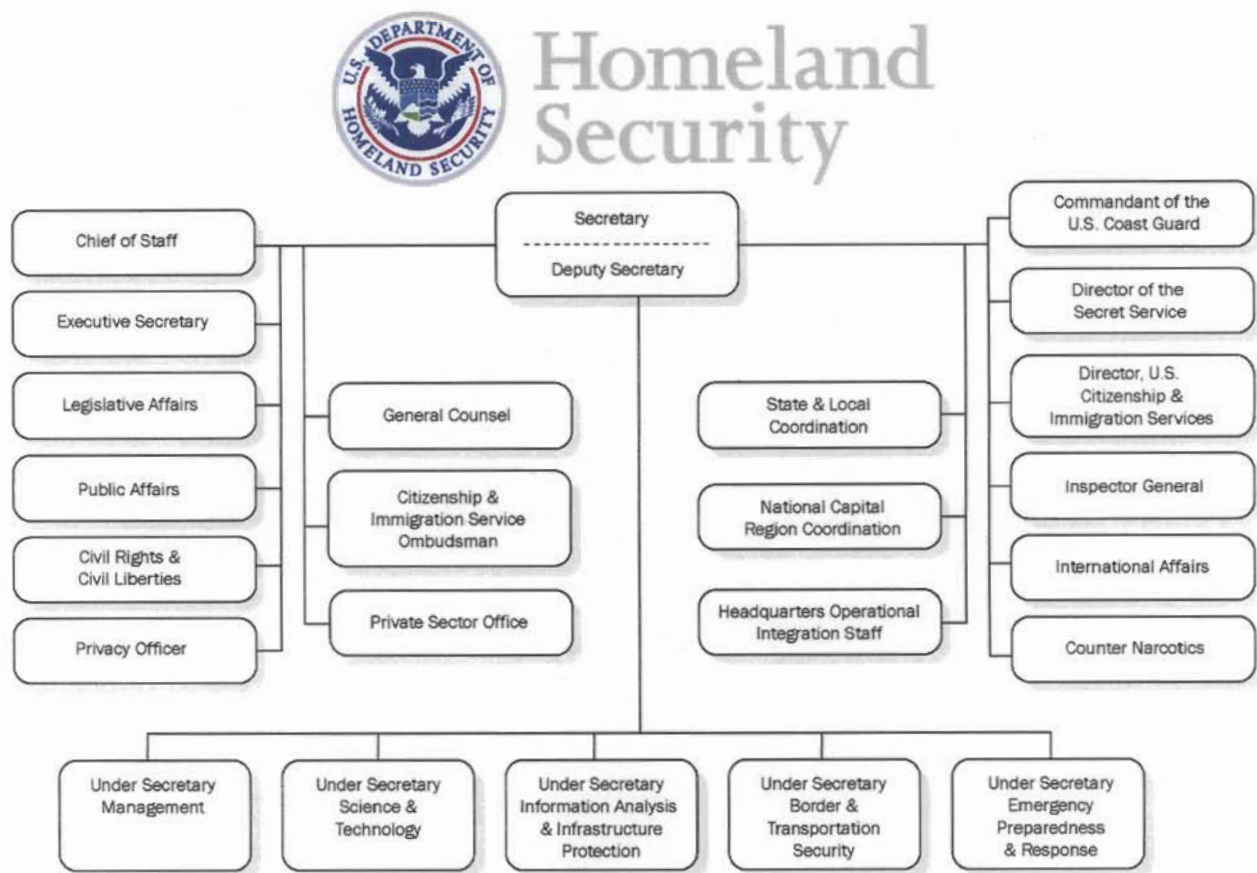 U.S. DEPARTMENT OF
HOMELAND SECURITY
Homeland
Security
Secretary
Deputy Secretary
Chief of Staff
Executive Secretary
Legislative Affairs
Public Affairs
Civil Rights &
Civil Liberties
Privacy Officer
General Counsel
Citizenship &
Immigration Service
Ombudsman
Private Sector Office
State & Local
Coordination
National Capital
Region Coordination
Headquarters Operational
Integration Staff
Commandant of the
U.S. Coast Guard
Director of the
Secret Service
Director, U.S.
Citizenship &
Immigration Services
Inspector General
International Affairs
Counter Narcotics
Under Secretary
Management
Under Secretary
Science &
Technology
Under Secretary
Information Analysis
& Infrastructure
Protection
Under Secretary
Border &
Transportation
Security
Under Secretary
Emergency
Preparedness
& Response